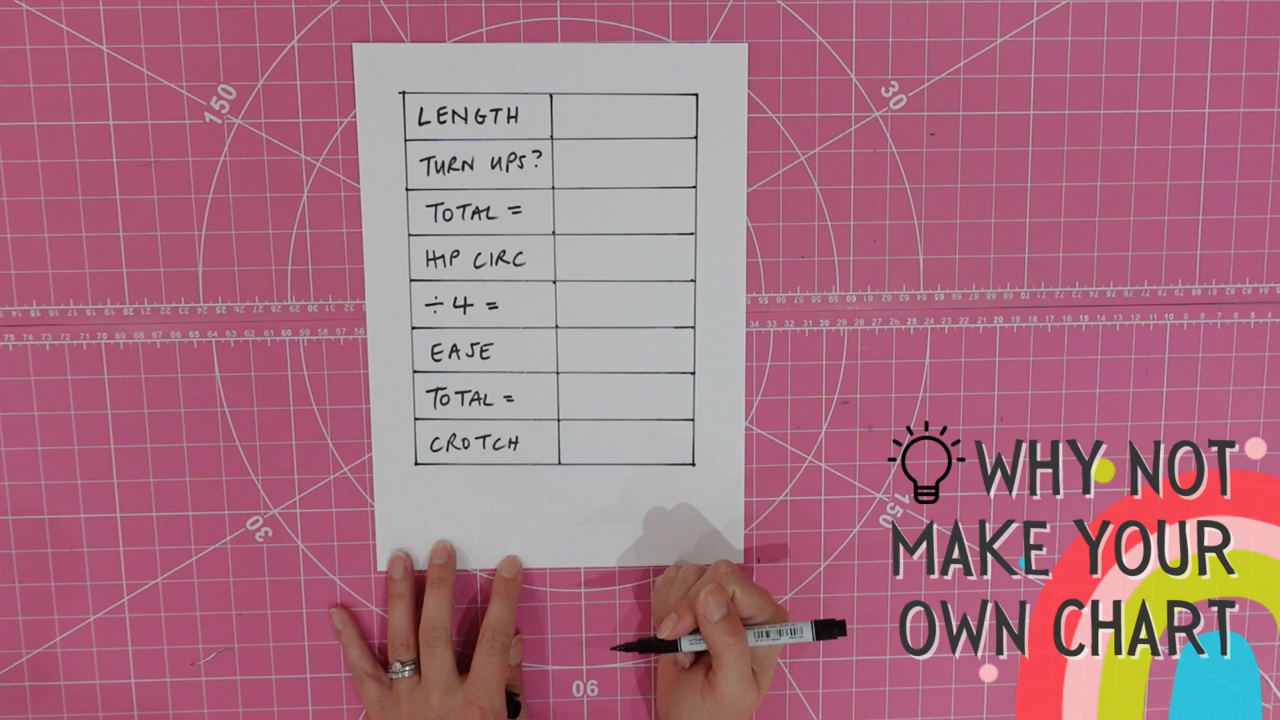 LENGTH
TURN UPS?
TOTAL =
HIP CIRC
÷4 =
EASE
TOTAL =
CROTCH
WHY NOT
MAKE YOUR
OWN CHART
150
30
30
150
90